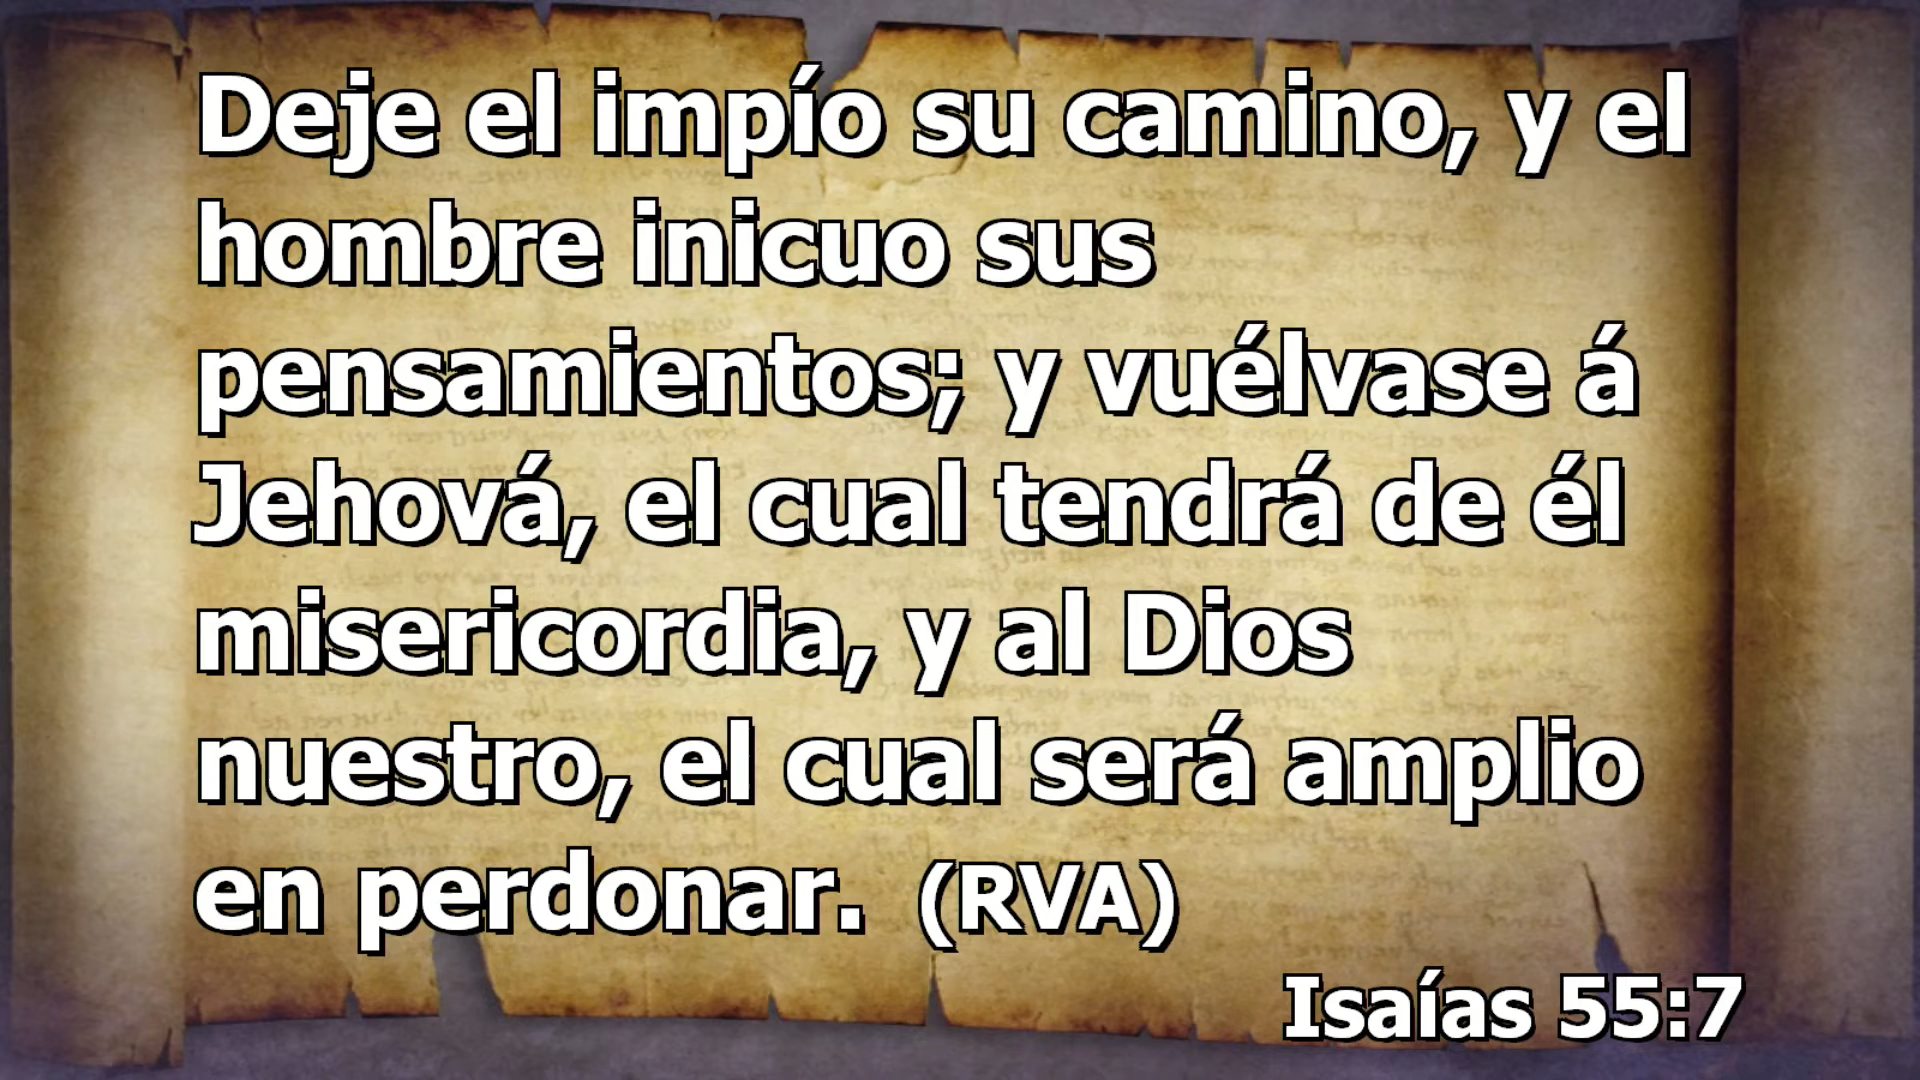 Deje el impío su camino, y el
hombre inicuo sus
pensamientos; y vuélvase á
Jehová, el cual tendrá de él
misericordia, y al Dios
nuestro, el cual será amplio
en perdonar. (RVA)
Isaías 55:7